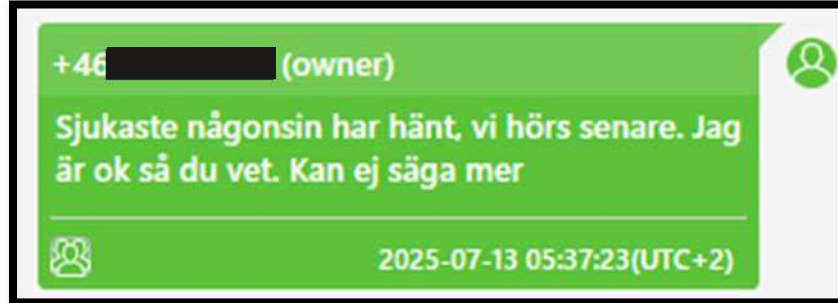 +46 (owner)
Sjukaste någonsin har hänt, vi hörs senare. Jag
är ok så du vet. Kan ej säga mer
2025-07-13 05:37:23(UTC+2)